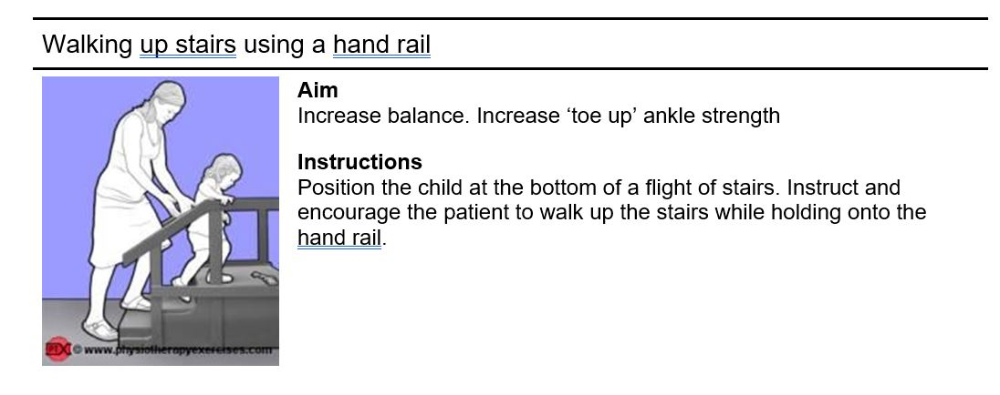 Walking up stairs using a hand rail
Aim
Increase balance. Increase ‘toe up’ ankle strength
Instructions
Position the child at the bottom of a flight of stairs. Instruct and
encourage the patient to walk up the stairs while holding onto the
hand rail.
PTX © www.physiotherapyexercises.com